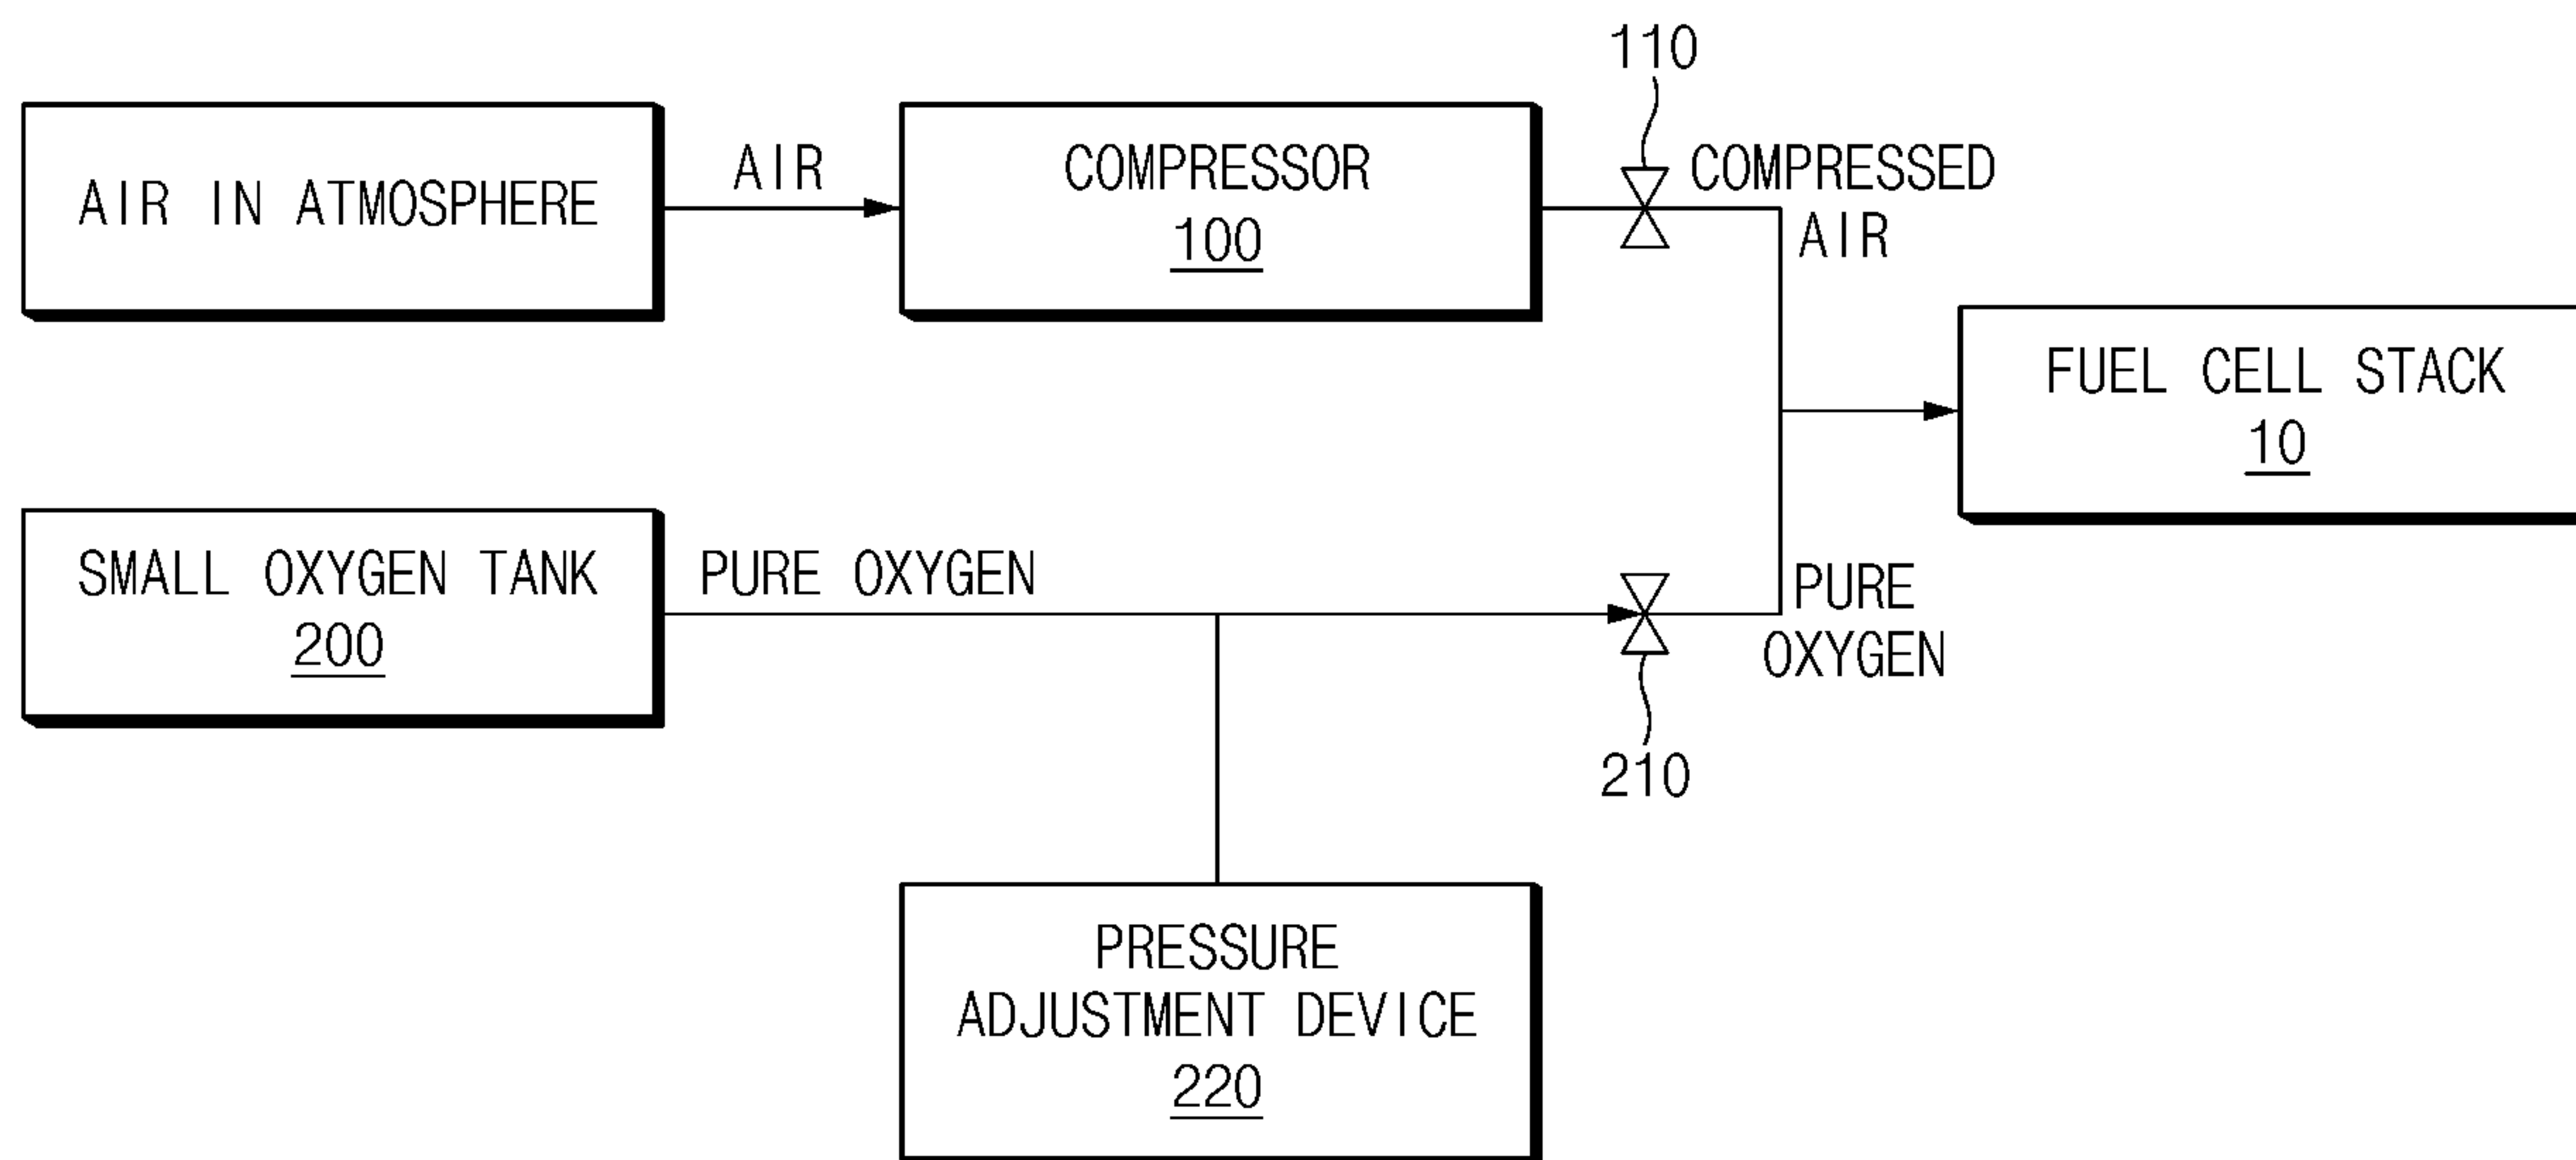 110
AIR IN ATMOSPHERE
AIR
COMPRESSOR
100
COMPRESSED
AIR
FUEL CELL STACK
10
SMALL OXYGEN TANK
200
PURE OXYGEN
PURE
OXYGEN
210
PRESSURE
ADJUSTMENT DEVICE
220